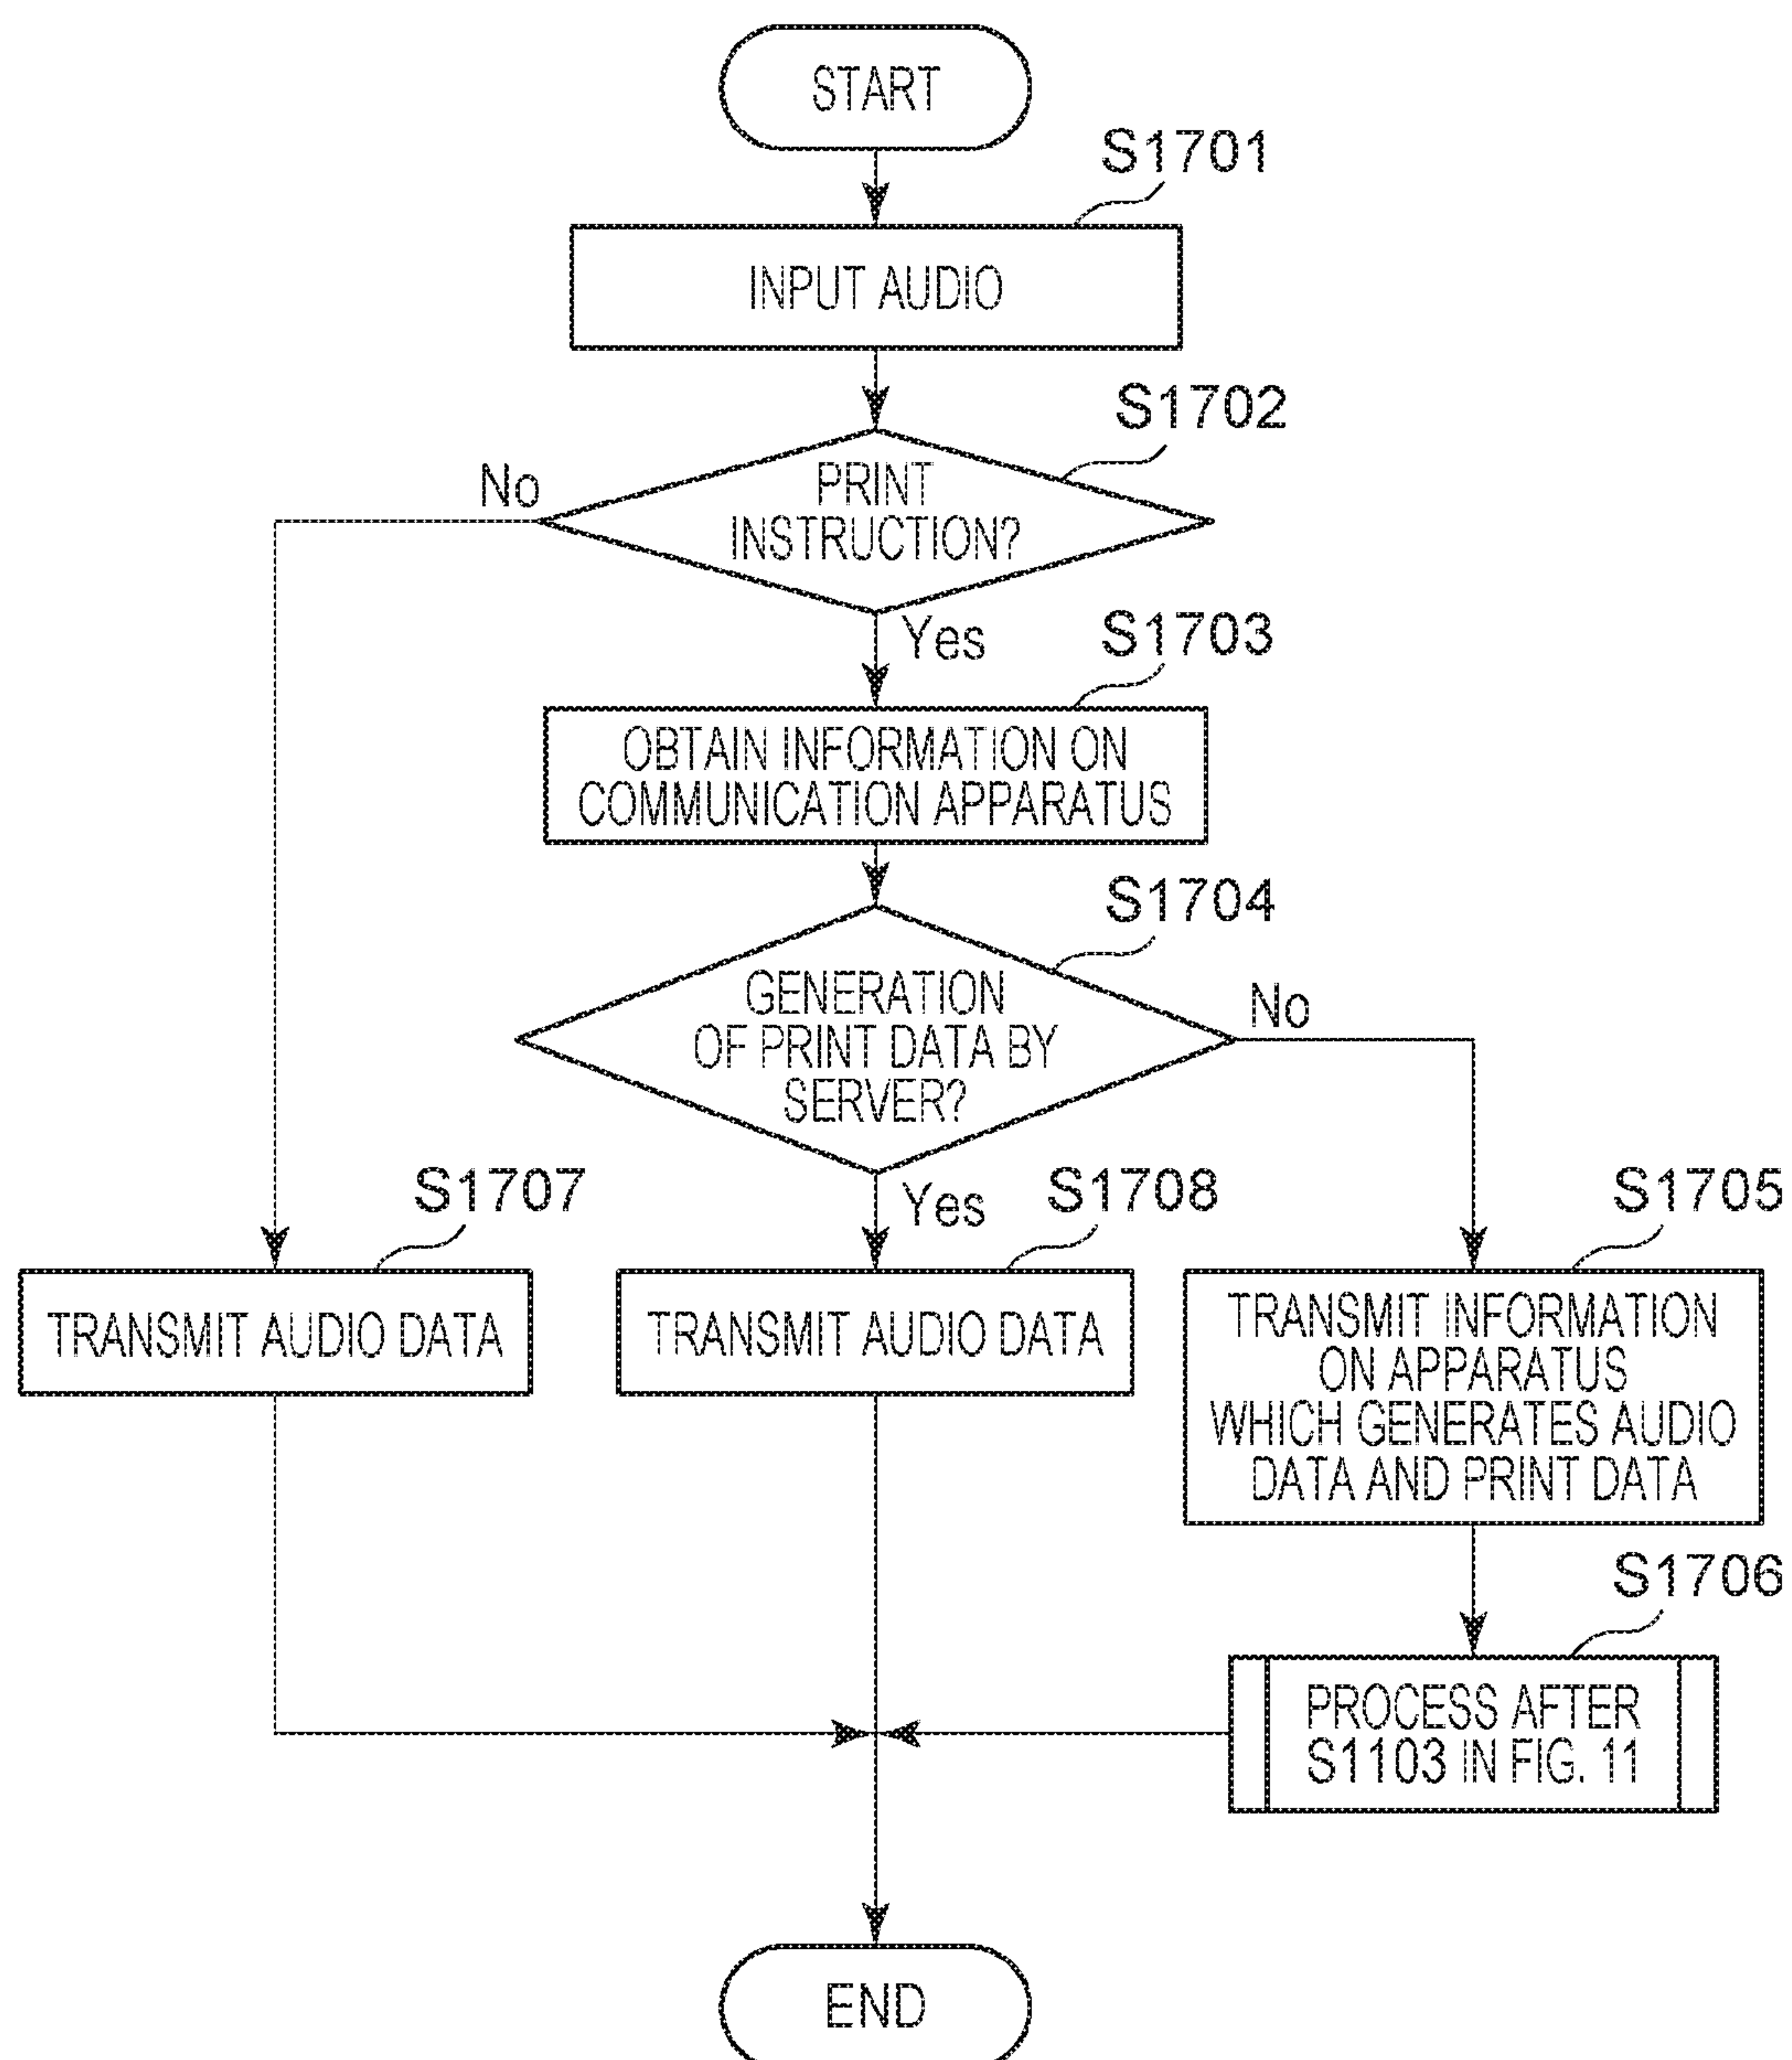 START
S1701
INPUT AUDIO
S1702
No
PRINT
INSTRUCTION?
Yes
S1703
OBTAIN INFORMATION ON
COMMUNICATION APPARATUS
S1704
GENERATION
OF PRINT DATA BY
SERVER?
No
Yes
S1707
S1708
S1705
TRANSMIT AUDIO DATA
TRANSMIT AUDIO DATA
TRANSMIT INFORMATION
ON APPARATUS
WHICH GENERATES AUDIO
DATA AND PRINT DATA
S1706
PROCESS AFTER
S1103 IN FIG. 11
END